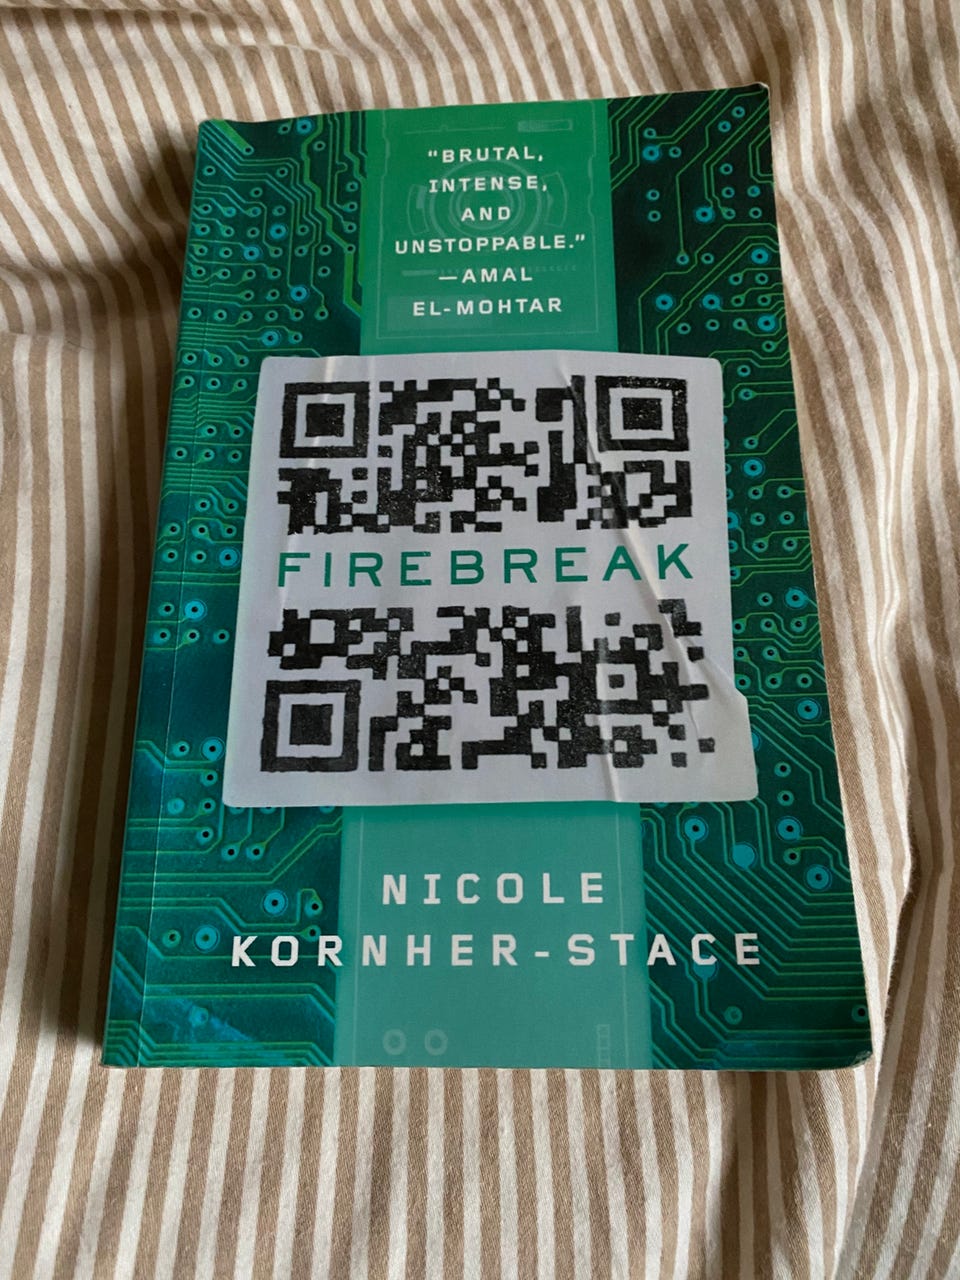 "BRUTAL,
INTENSE,
AND
UNSTOPPABLE."
—AMAL
EL-MOHTAR
FIREBREAK
NICOLE
KORNHER-STACE